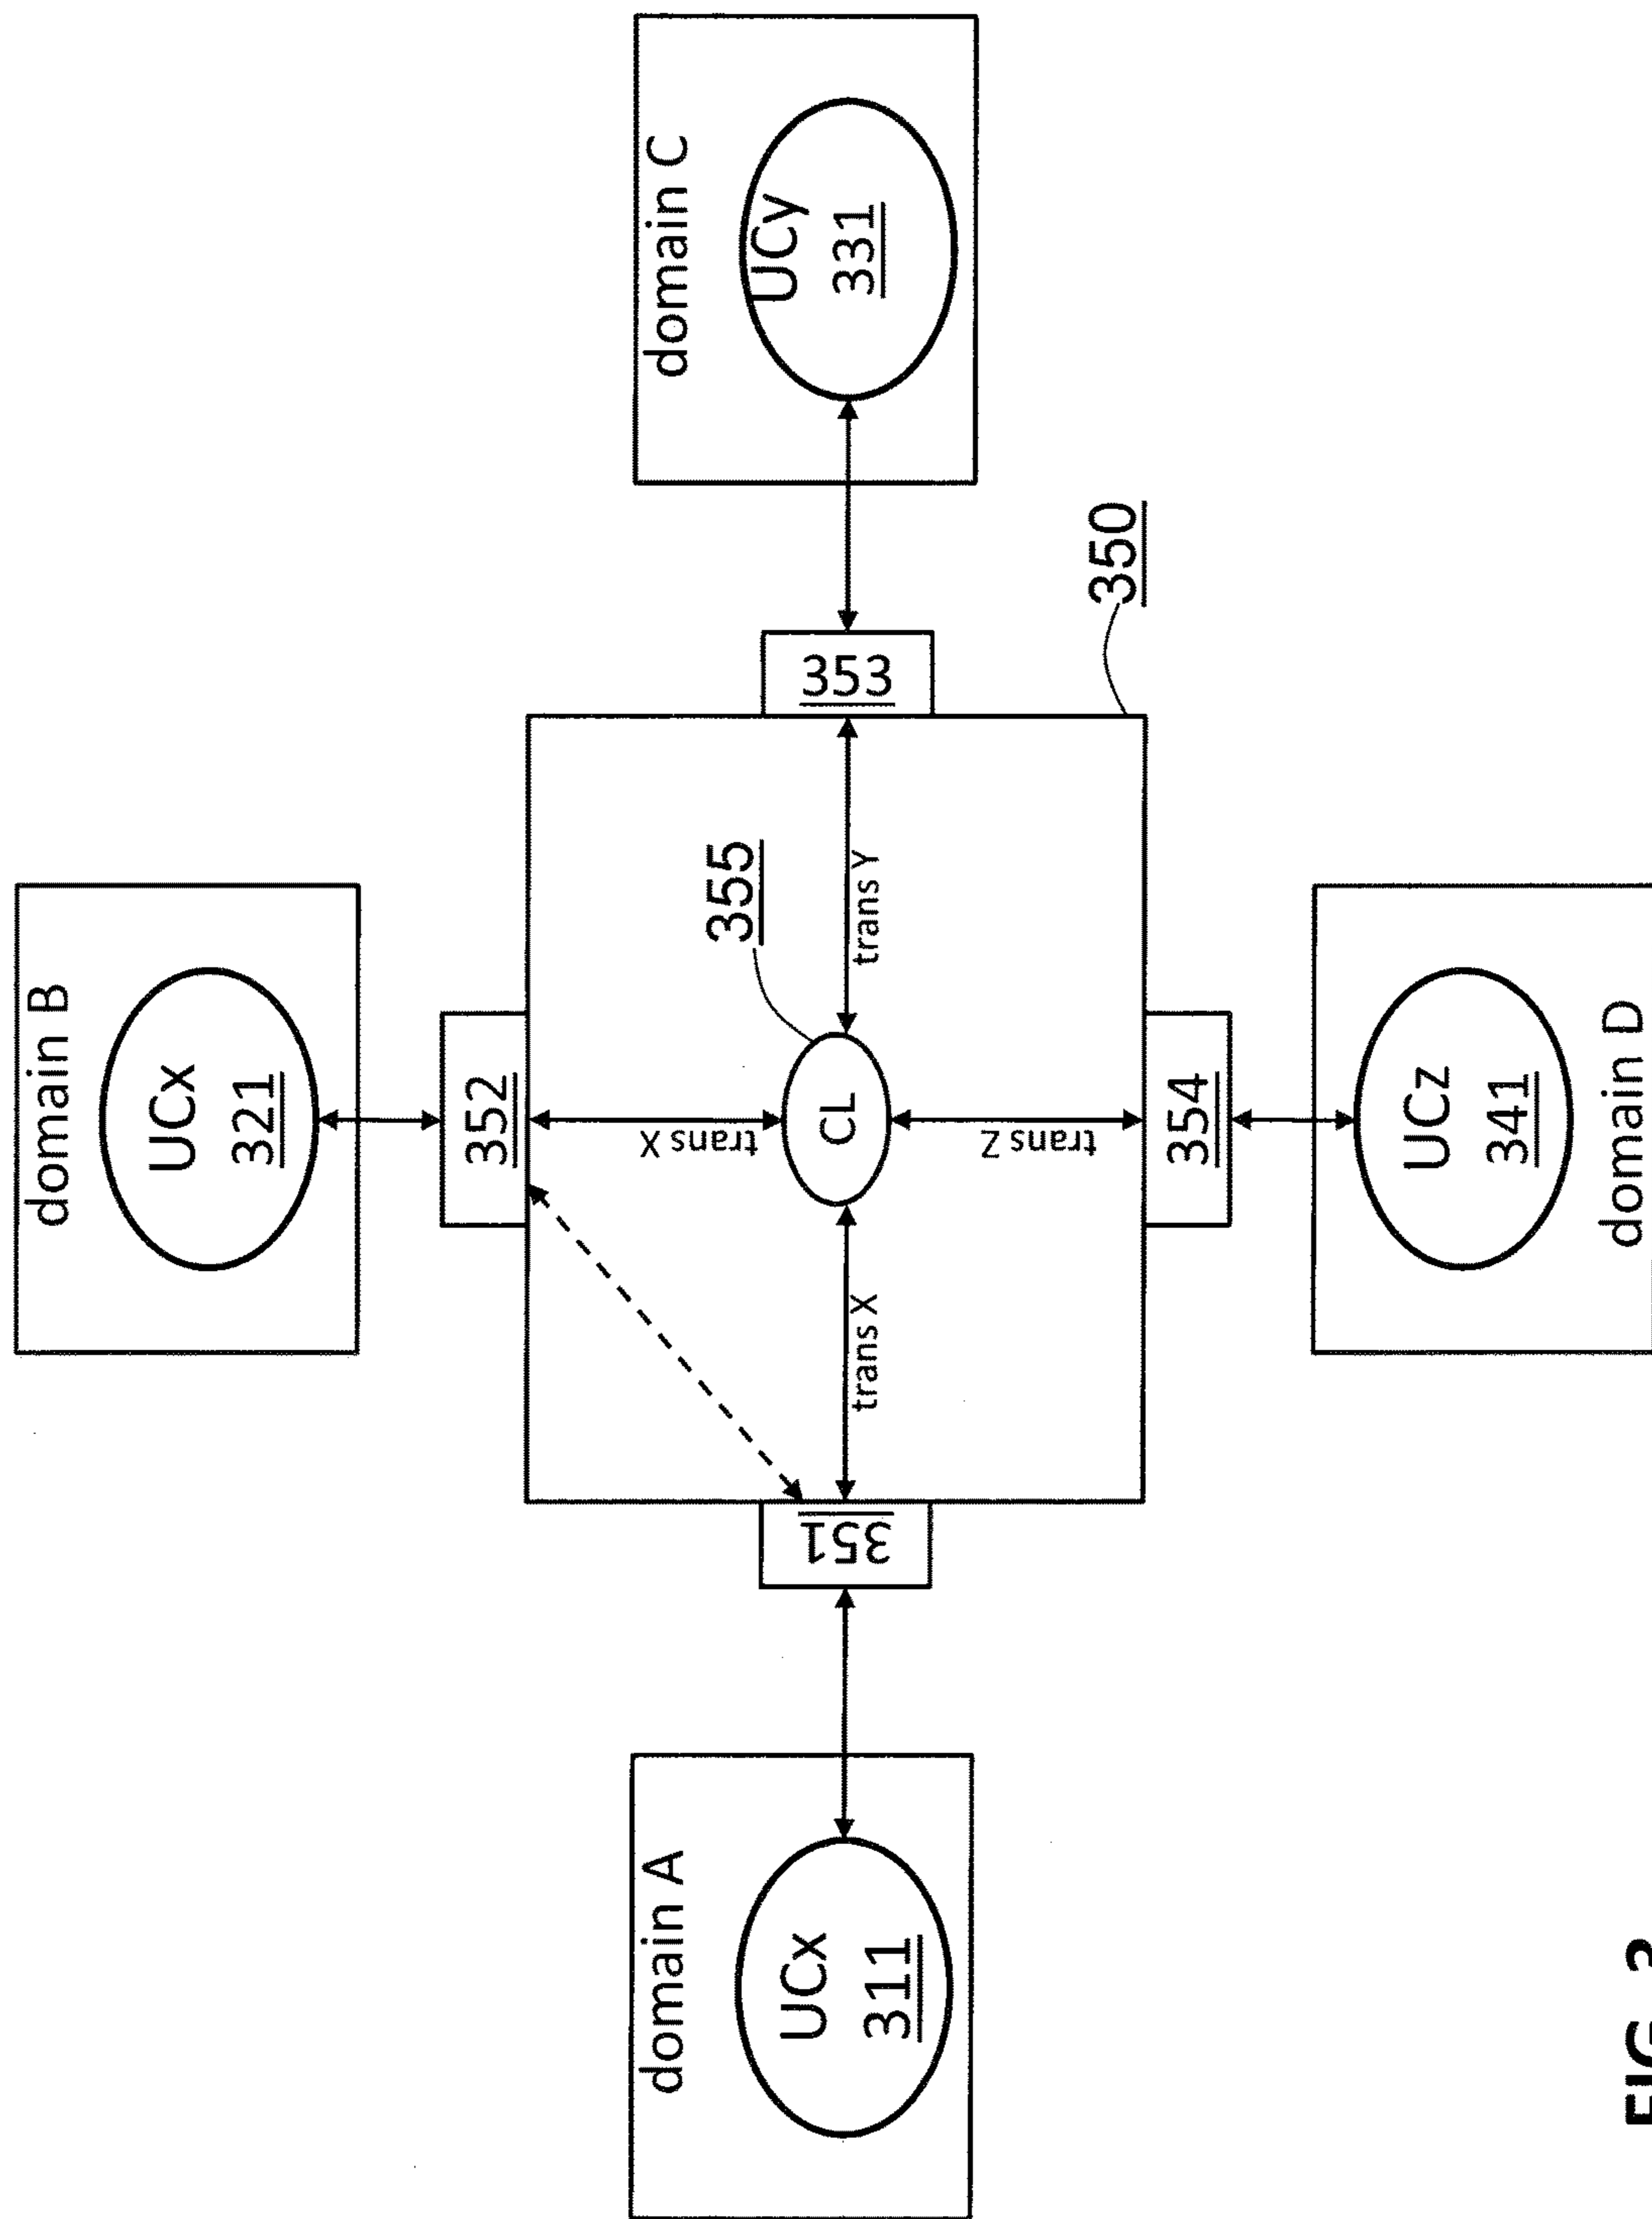 domain B
UCx
321
352
domain A
UCx
311
351
trans X
trans X
CL
355
trans Y
trans Z
353
domain C
UCy
331
350
354
UCz
341
domain D
FIG. 3